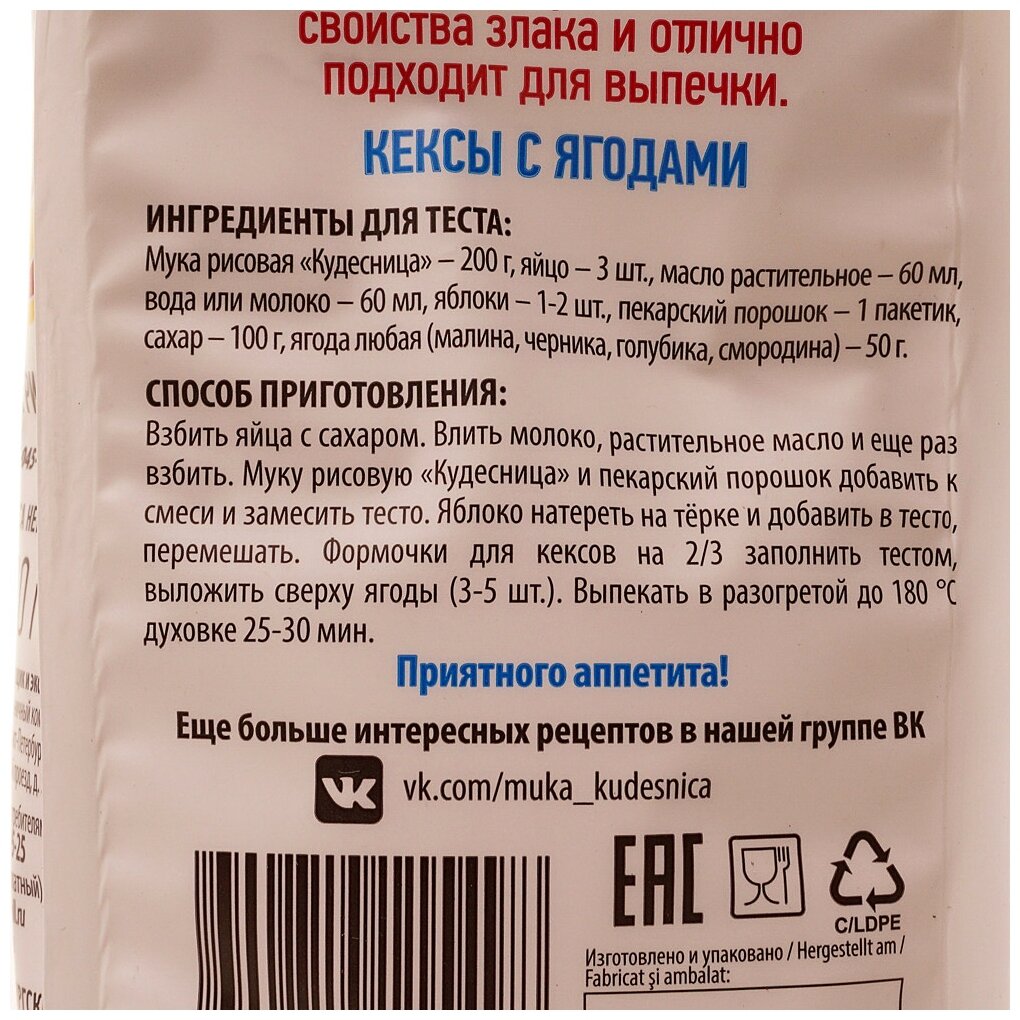 свойства злака и отлично
подходит для выпечки.
КЕКСЫ С ЯГОДАМИ
ИНГРЕДИЕНТЫ ДЛЯ ТЕСТА:
Мука рисовая «Кудесница» – 200 г, яйцо – 3 шт., масло растительное – 60 мл,
вода или молоко – 60 мл, яблоки – 1-2 шт., пекарский порошок – 1 пакетик,
сахар – 100 г, ягода любая (малина, черника, голубика, смородина) – 50 г.
СПОСОБ ПРИГОТОВЛЕНИЯ:
Взбить яйца с сахаром. Влить молоко, растительное масло и еще раз
взбить. Муку рисовую «Кудесница» и пекарский порошок добавить к
смеси и замесить тесто. Яблоко натереть на тёрке и добавить в тесто,
перемешать. Формочки для кексов на 2/3 заполнить тестом,
выложить сверху ягоды (3-5 шт.). Выпекать в разогретой до 180 °C
духовке 25-30 мин.
Приятного аппетита!
Еще больше интересных рецептов в нашей группе ВК
vk.com/muka_kudesnica
EAC
C/LDPE
Изготовлено и упаковано / Hergestellt am /
Fabricat şi ambalat: